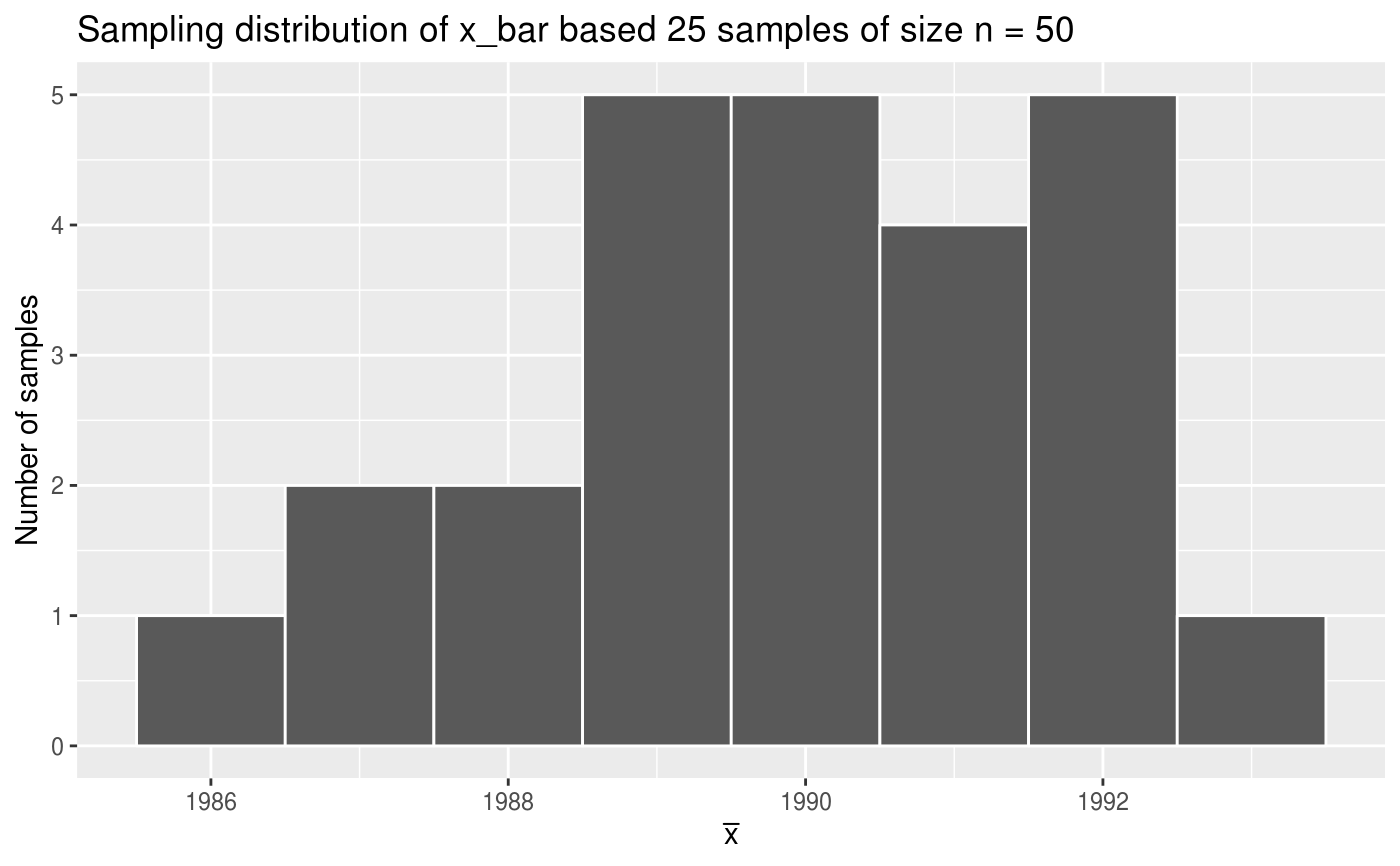 Sampling distribution of x_bar based 25 samples of size n = 50
Number of samples
5
4
3
2
1
0
1986 1988 1990 1992
x̅